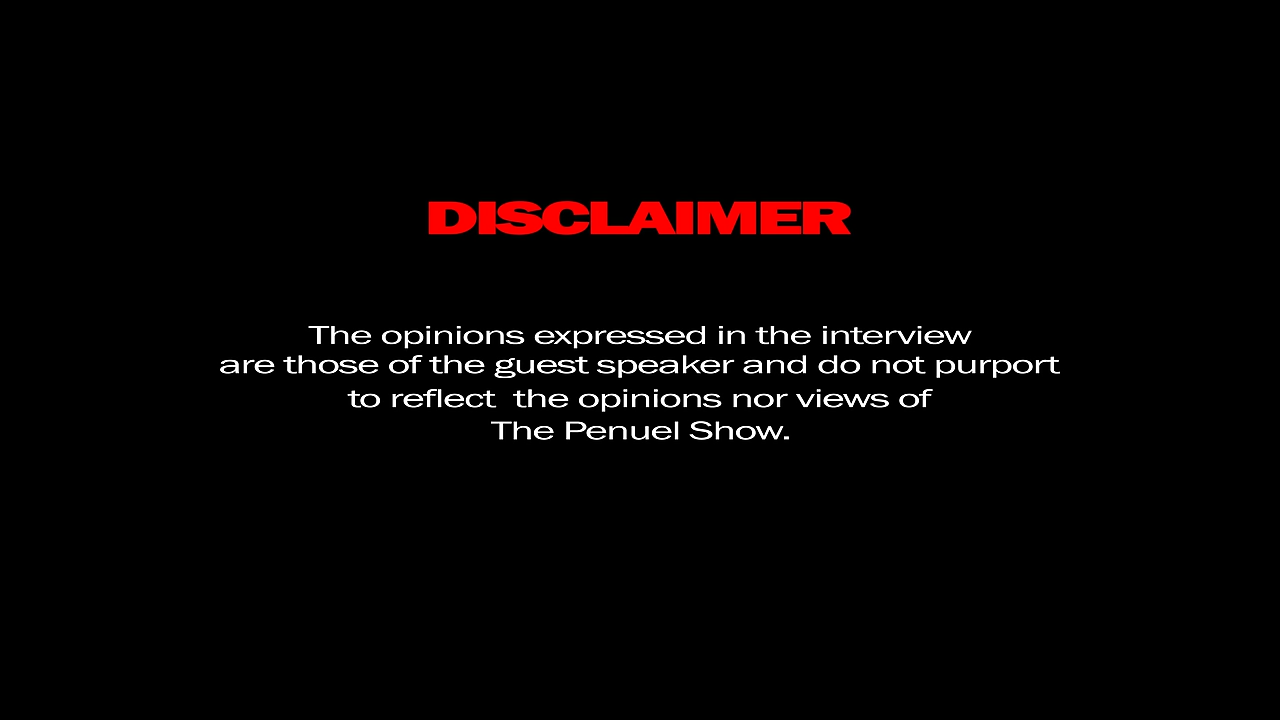 DISCLAIMER
The opinions expressed in the interview
are those of the guest speaker and do not purport
to reflect the opinions nor views of
The Penuel Show.